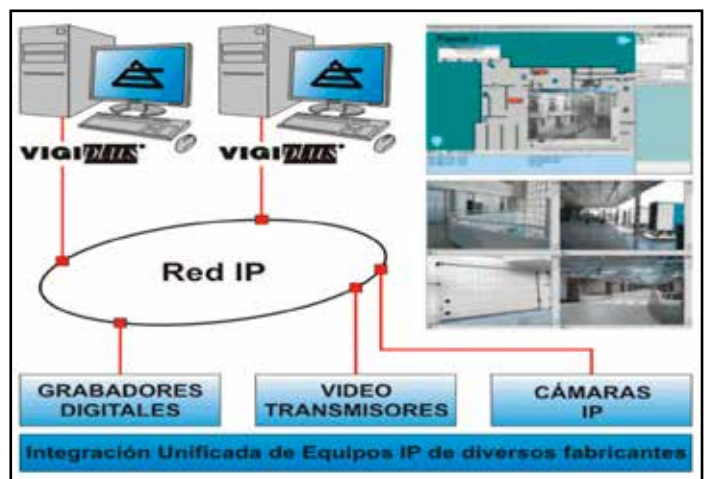 VIGIPLUS®
VIGIPLUS®
Red IP
GRABADORES
DIGITALES
VIDEO
TRANSMISORES
CÁMARAS
IP
Integración Unificada de Equipos IP de diversos fabricantes